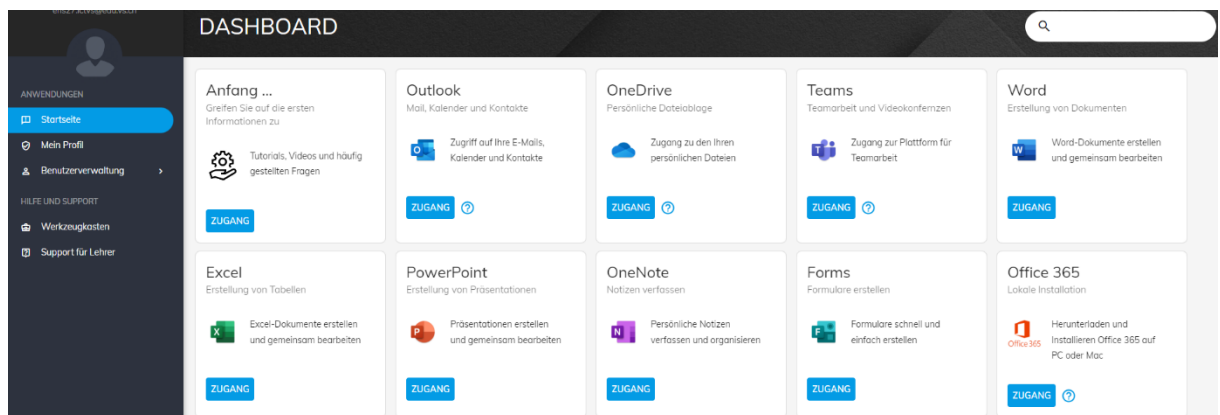 DASHBOARD
ANWENDUNGEN
Startseite
Mein Profil
Benutzerverwaltung
HILFE UND SUPPORT
Werkzeugkasten
Support für Lehrer
Anfang ...
Greifen Sie auf die ersten
Informationen zu
Tutorials, Videos und häufig
gestellten Fragen
ZUGANG
Outlook
Mail, Kalender und Kontakte
Zugriff auf Ihre E-Mails,
Kalender und Kontakte
ZUGANG
OneDrive
Persönliche Dateiablage
Zugang zu den Ihren
persönlichen Dateien
ZUGANG
Teams
Teamarbeit und Videokonfernzen
Zugang zur Plattform für
Teamarbeit
ZUGANG
Word
Erstellung von Dokumenten
Word-Dokumente erstellen
und gemeinsam bearbeiten
ZUGANG
Excel
Erstellung von Tabellen
Excel-Dokumente erstellen
und gemeinsam bearbeiten
ZUGANG
PowerPoint
Erstellung von Präsentationen
Präsentationen erstellen
und gemeinsam bearbeiten
ZUGANG
OneNote
Notizen verfassen
Persönliche Notizen
verfassen und organisieren
ZUGANG
Forms
Formulare erstellen
Formulare schnell und
einfach erstellen
ZUGANG
Office 365
Lokale Installation
Office 365
Herunterladen und
Installieren Office 365 auf
PC oder Mac
ZUGANG